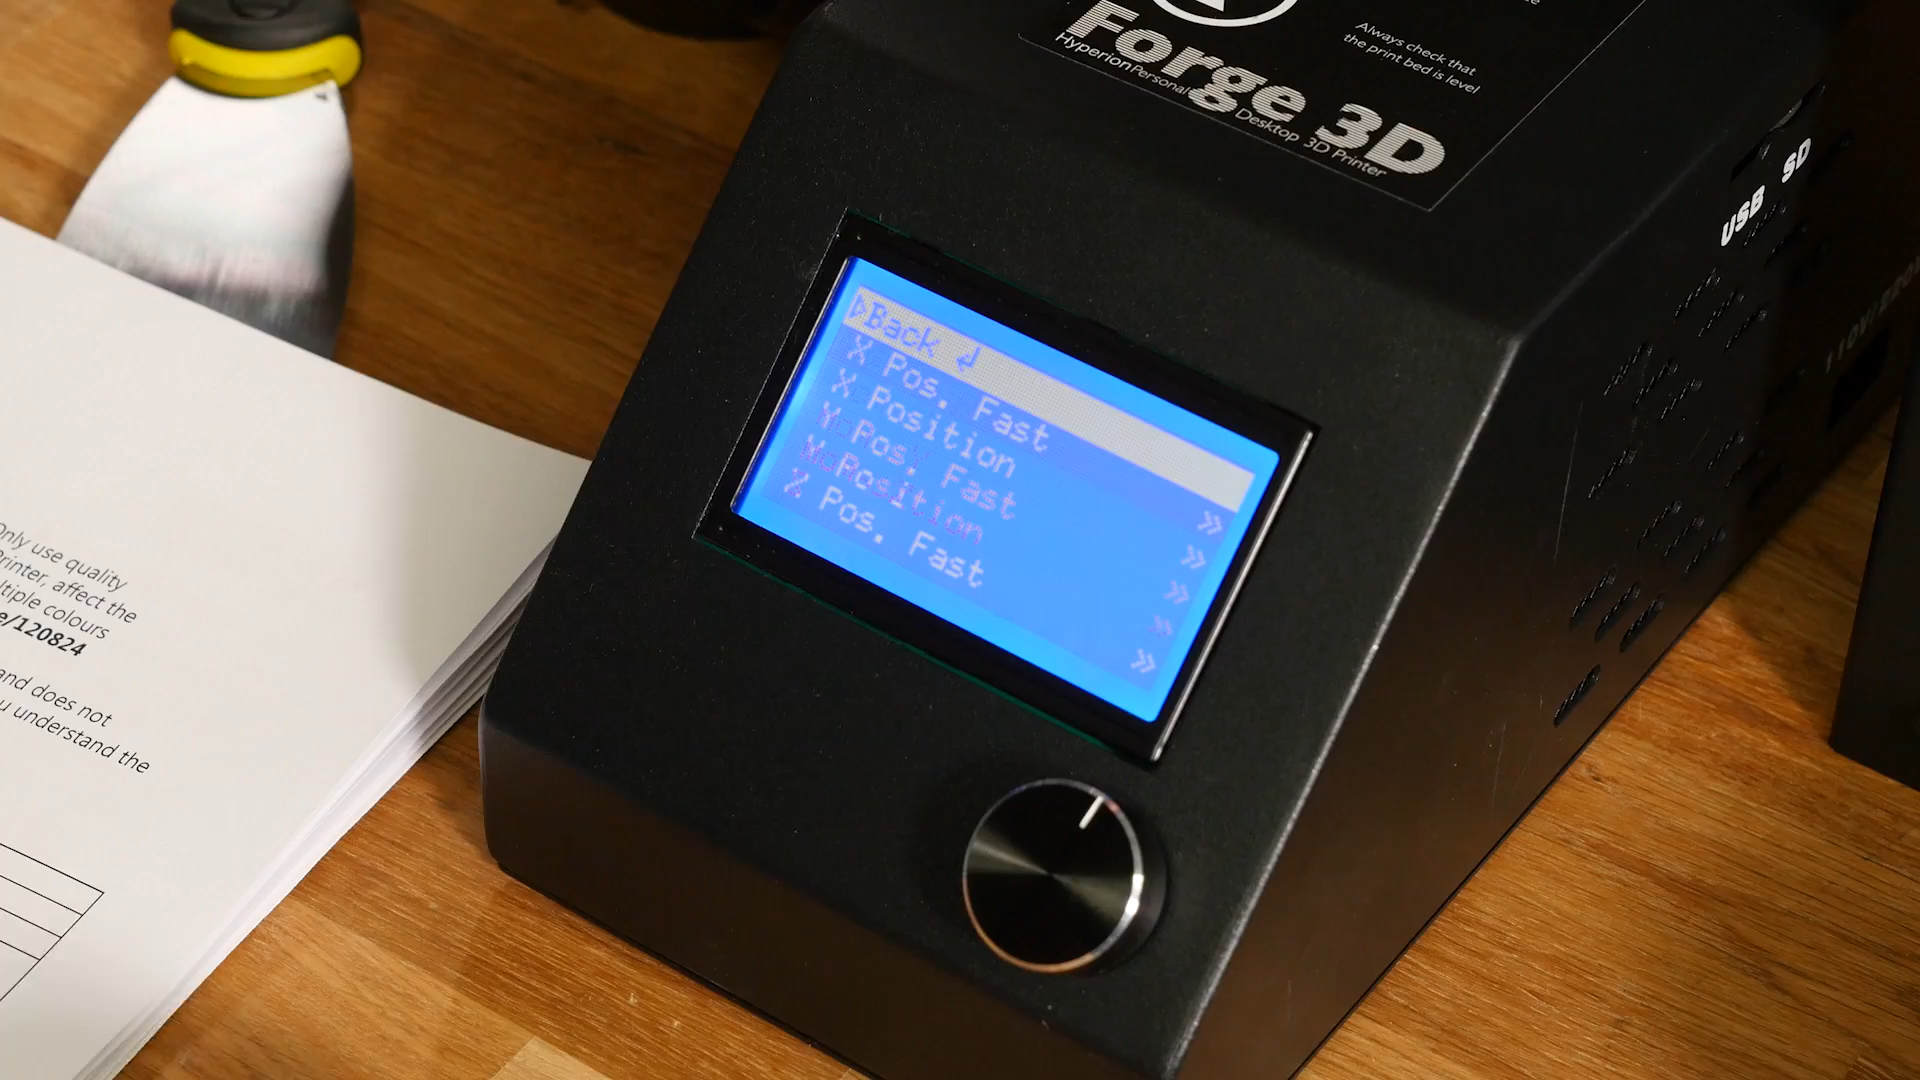 Always check that
the print bed is level
Forge 3D
Hyperion Personal Desktop 3D Printer
USB SD
Back
X Pos. Fast »
X Position »
Y Pos. Fast »
Position »
Z Pos. Fast »
Only use quality
Printer, affect the
colours
/120824
and does not
understand the